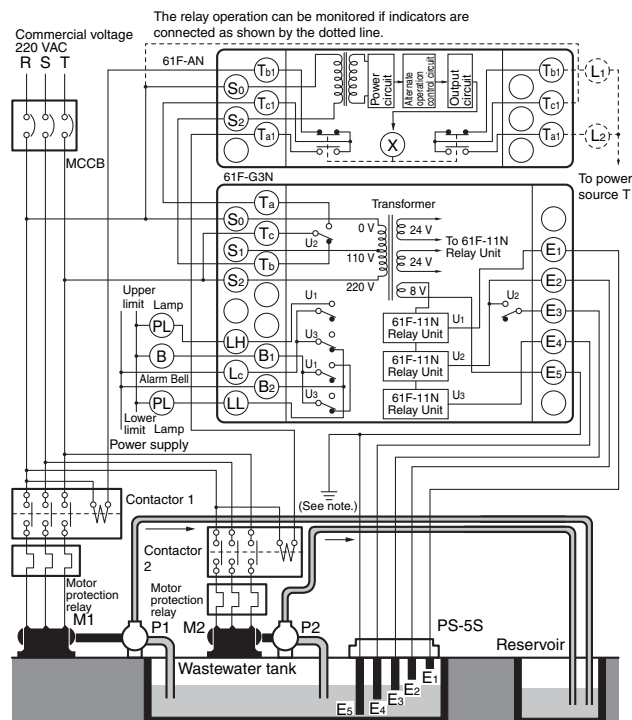 The relay operation can be monitored if indicators are
connected as shown by the dotted line.
Commercial voltage
220 VAC
R S T
MCCB
61F-AN
Tb1
S0
Tc1
S2
Ta1
Power circuit
Alternate operation control circuit
Output circuit
X
Tb1
Tc1
Ta1
L1
L2
To power
source T
61F-G3N
Ta
S0
Tc
S1
Tb
S2
U2
Transformer
0 V
110 V
220 V
24 V
24 V
8 V
To 61F-11N
Relay Unit
61F-11N
Relay Unit
U1
61F-11N
Relay Unit
U2
61F-11N
Relay Unit
U3
U2
E1
E2
E3
E4
E5
Upper
limit
Lamp
PL
B
Alarm Bell
PL
Lower
limit
Lamp
Power supply
LH
B1
Lc
B2
LL
U1
U3
U1
U3
(See note.)
Contactor 1
Contactor
2
Motor
protection
relay
Motor
protection
relay
M1
P1
M2
P2
PS-5S
Reservoir
Wastewater tank
E5
E4
E3
E2
E1